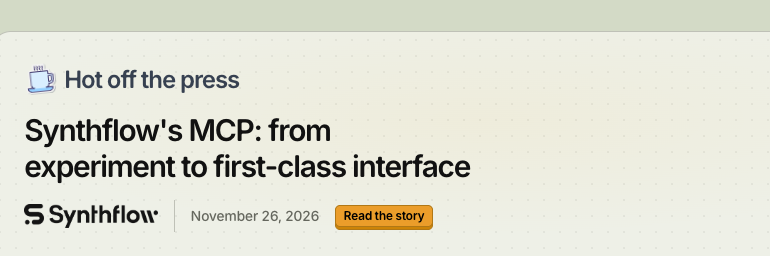 Hot off the press
Synthflow's MCP: from
experiment to first-class interface
Synthflow
November 26, 2026
Read the story